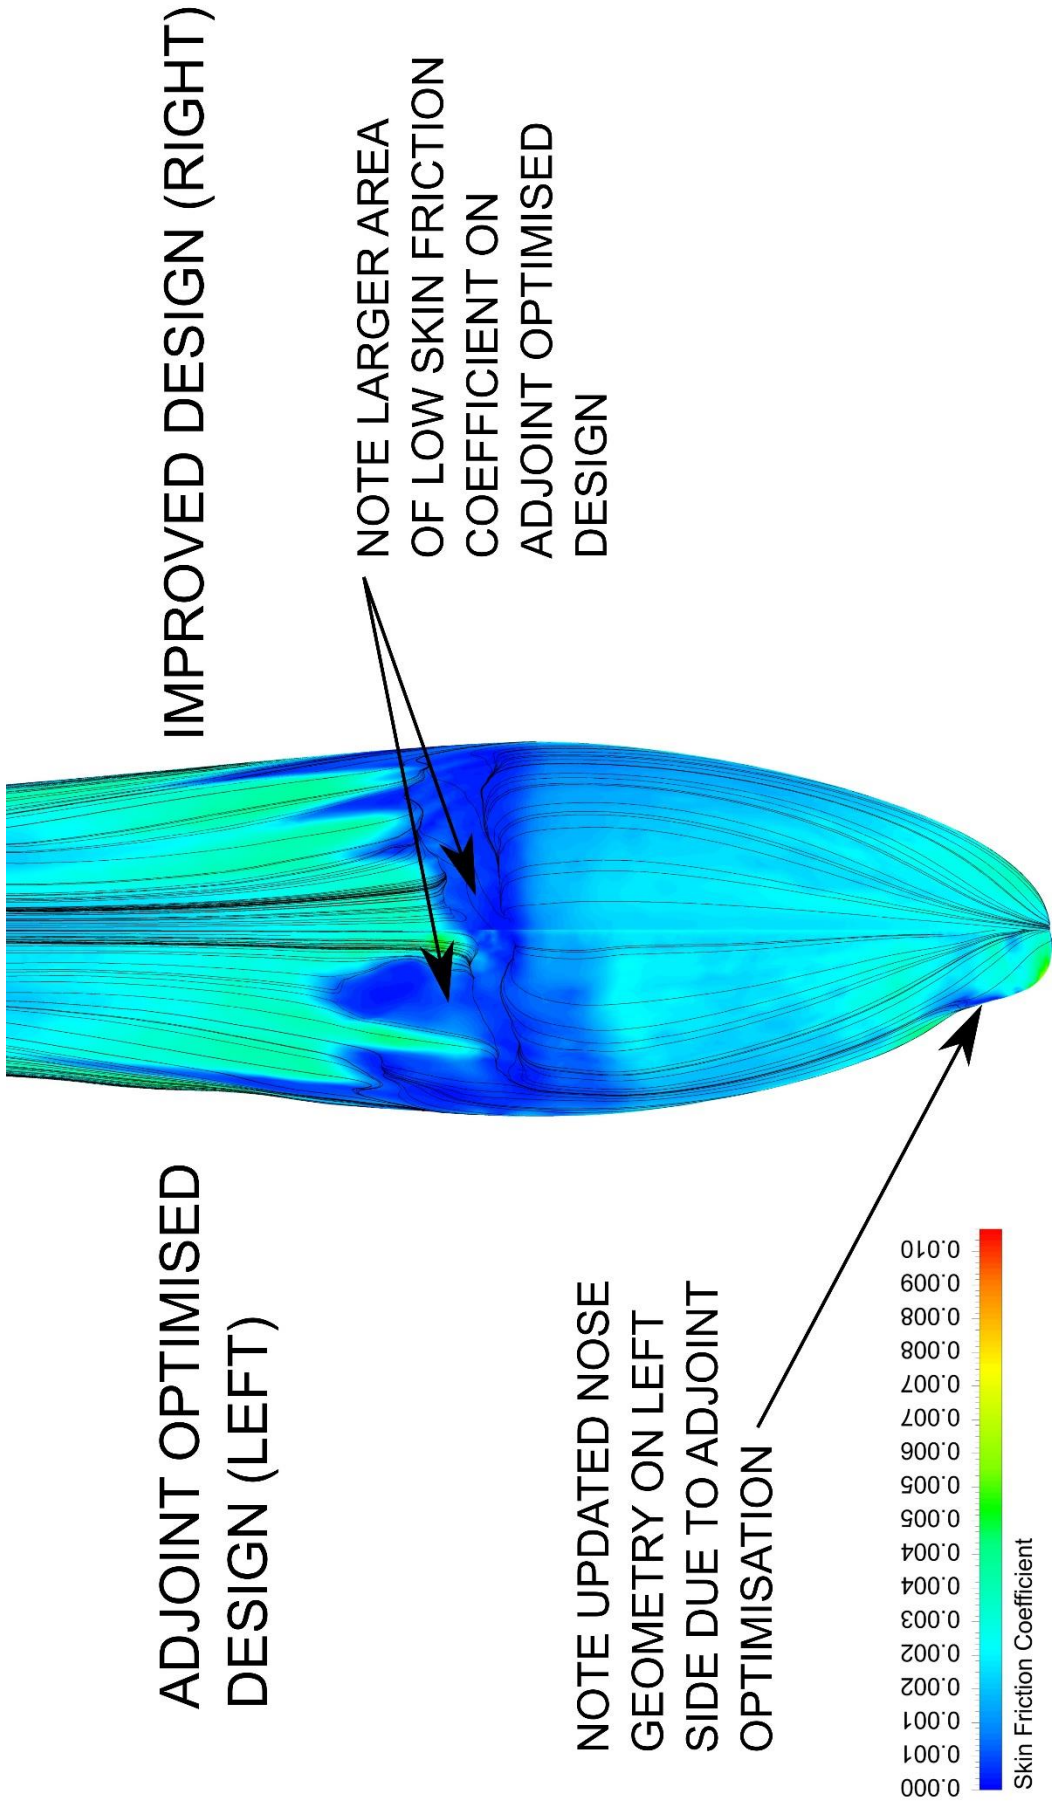 ADJOINT OPTIMISED
DESIGN (LEFT)
IMPROVED DESIGN (RIGHT)
NOTE LARGER AREA
OF LOW SKIN FRICTION
COEFFICIENT ON
ADJOINT OPTIMISED
DESIGN
NOTE UPDATED NOSE
GEOMETRY ON LEFT
SIDE DUE TO ADJOINT
OPTIMISATION
0.000 0.001 0.001 0.002 0.002 0.003 0.004 0.004 0.005 0.005 0.006 0.007 0.007 0.008 0.008 0.009 0.010
Skin Friction Coefficient